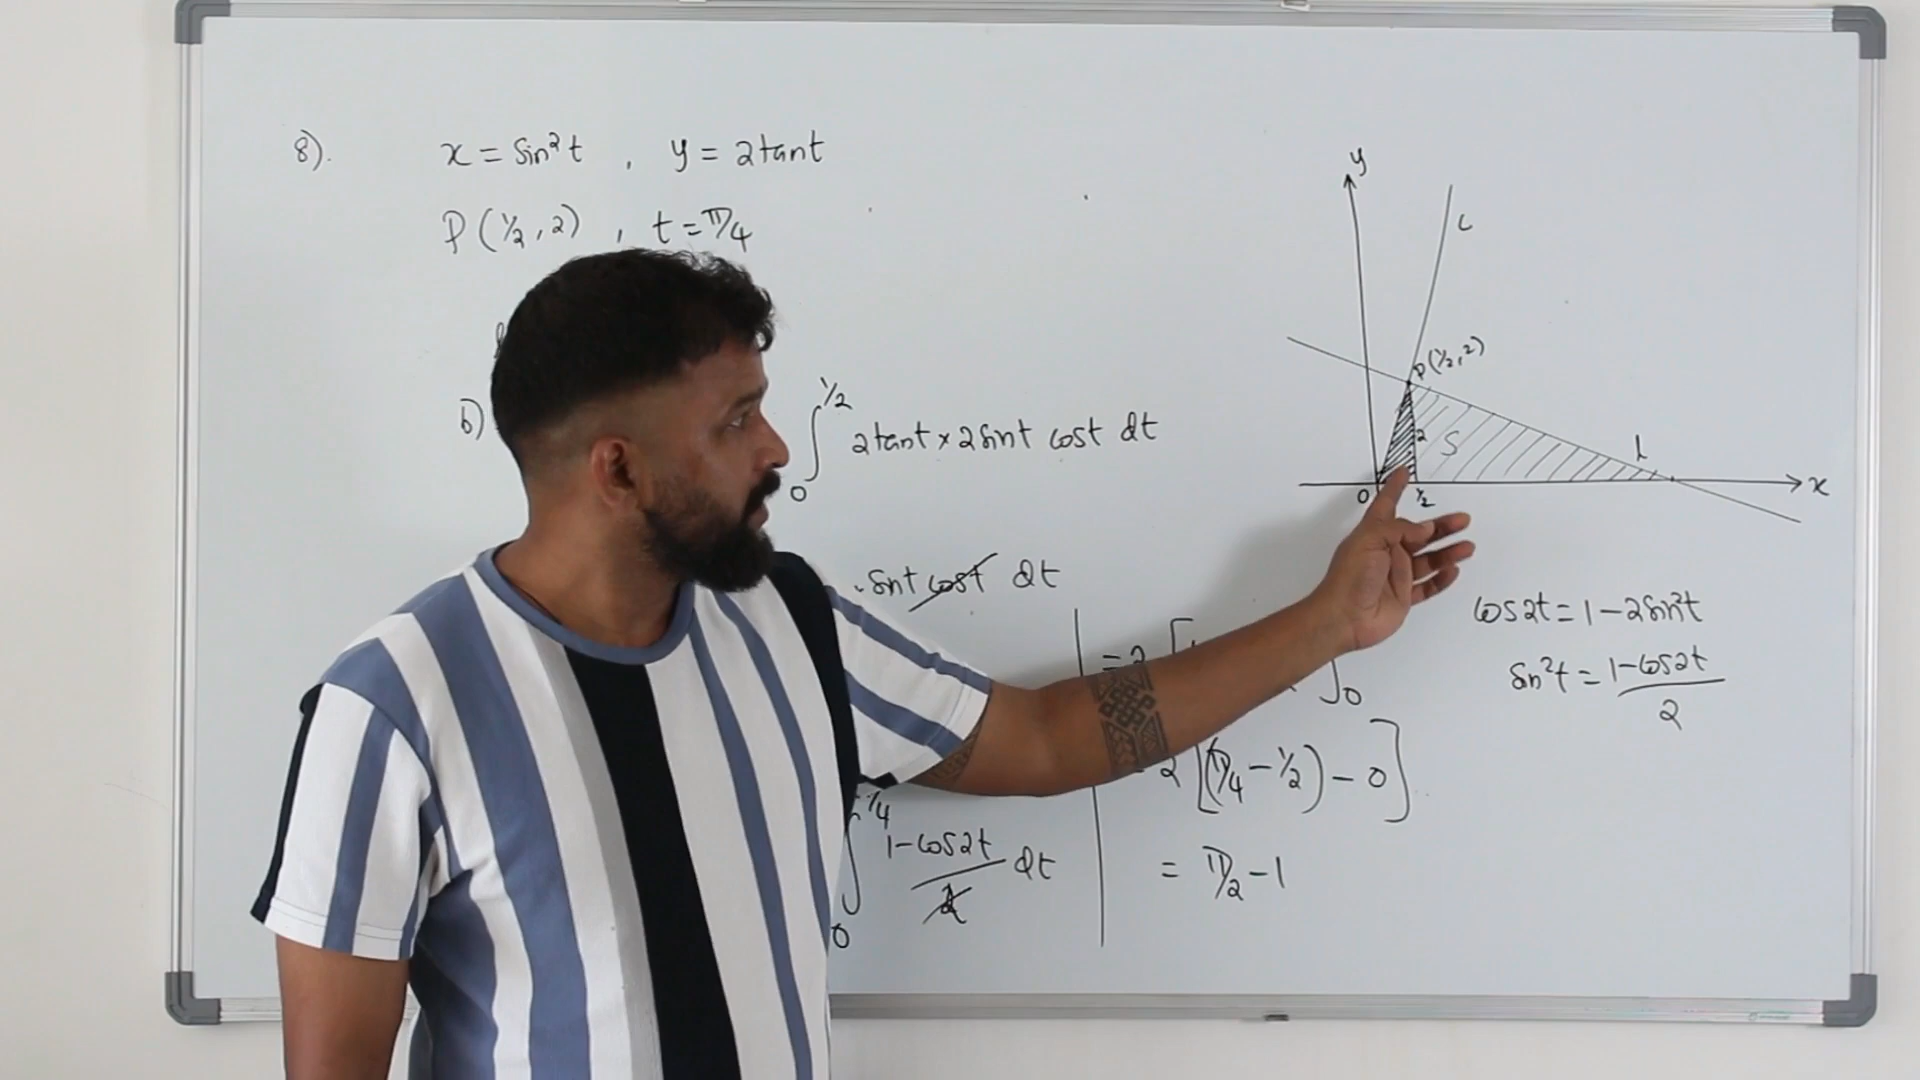 8).
x = Sin²t , y = 2tant
P(½, 2) , t = π/4
b)
∫₀^½ 2tant × 2Sint cost dt
Sint cost dt
∫₀^π/4 (1-cos2t)/2 dt
= 2 [ ]₀
2 [(π/4 - ½) - 0]
= π/2 - 1
y
C
P(½, 2)
2
S
l
O
½
x
cos2t = 1 - 2sin²t
Sin²t = (1-cos2t)/2